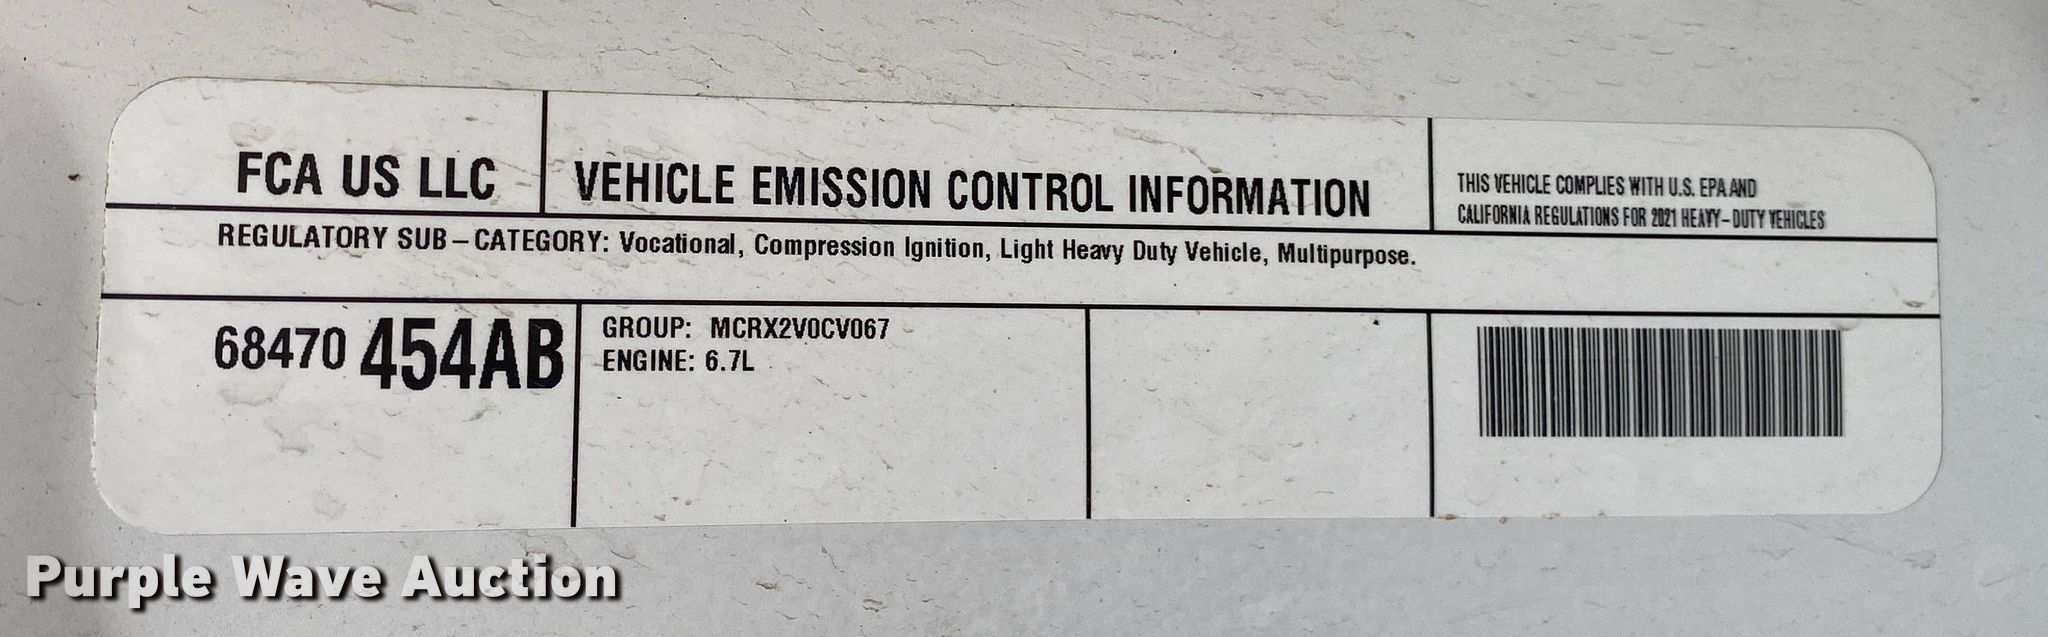 FCA US LLC
VEHICLE EMISSION CONTROL INFORMATION
THIS VEHICLE COMPLIES WITH U.S. EPA AND
CALIFORNIA REGULATIONS FOR 2021 HEAVY-DUTY VEHICLES
REGULATORY SUB-CATEGORY: Vocational, Compression Ignition, Light Heavy Duty Vehicle, Multipurpose.
68470 454AB
GROUP: MCRX2V0CV067
ENGINE: 6.7L
Purple Wave Auction